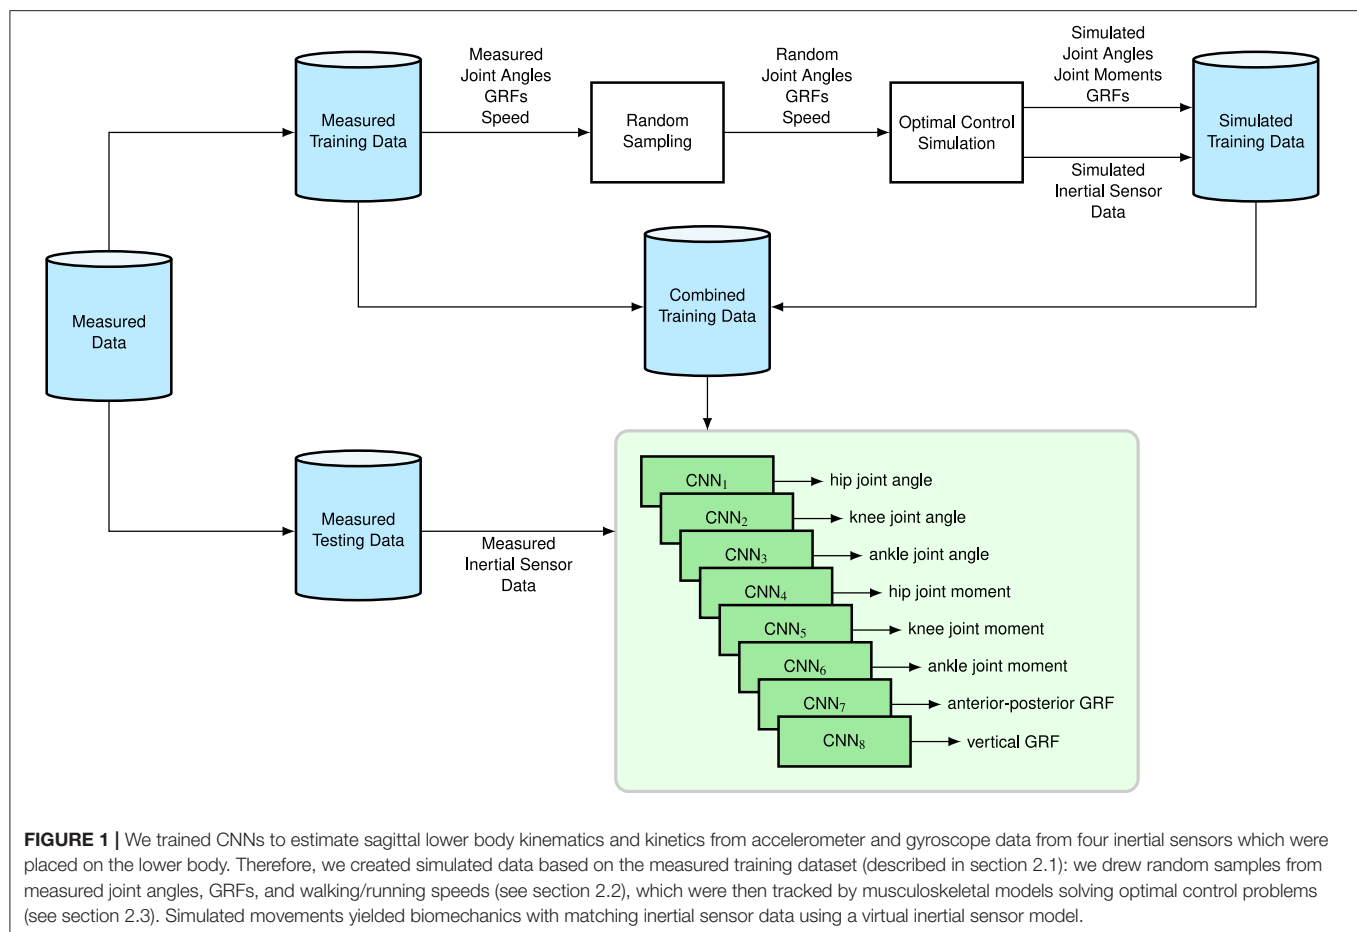 Measured
Joint Angles
GRFs
Speed
Random
Joint Angles
GRFs
Speed
Simulated
Joint Angles
Joint Moments
GRFs
Measured
Training Data
Random
Sampling
Optimal Control
Simulation
Simulated
Training Data
Simulated
Inertial Sensor
Data
Measured
Data
Combined
Training Data
Measured
Testing Data
Measured
Inertial Sensor
Data
CNN₁ hip joint angle
CNN₂ knee joint angle
CNN₃ ankle joint angle
CNN₄ hip joint moment
CNN₅ knee joint moment
CNN₆ ankle joint moment
CNN₇ anterior-posterior GRF
CNN₈ vertical GRF
FIGURE 1 | We trained CNNs to estimate sagittal lower body kinematics and kinetics from accelerometer and gyroscope data from four inertial sensors which were
placed on the lower body. Therefore, we created simulated data based on the measured training dataset (described in section 2.1): we drew random samples from
measured joint angles, GRFs, and walking/running speeds (see section 2.2), which were then tracked by musculoskeletal models solving optimal control problems
(see section 2.3). Simulated movements yielded biomechanics with matching inertial sensor data using a virtual inertial sensor model.